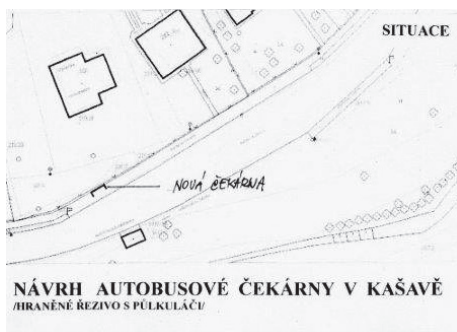 SITUACE
NOVÁ ČEKÁRNA
NÁVRH AUTOBUSOVÉ ČEKÁRNY V KAŠAVĚ
/HRANĚNÉ ŘEZIVO S PŮLKULÁČI/